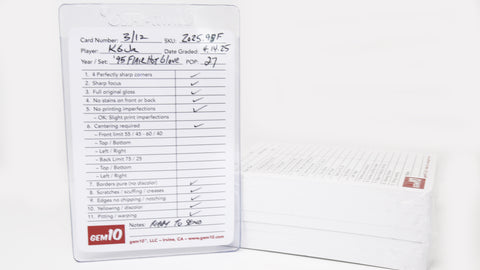 Card Number: 3/12 SKU: 2025.98F
Player: Date Graded: 4.14.25
Year / Set: '95 Flair Hot Glove POP: 27
1. 4 Perfectly sharp corners
2. Sharp focus
3. Full original gloss
4. No stains on front or back
5. No printing imperfections
– OK: Slight print imperfections
6. Centering required
– Front limit 55 / 45 - 60 / 40
– Top / Bottom
– Left / Right
– Back Limit 75 / 25
– Top / Bottom
– Left / Right
7. Borders pure (no discolor)
8. Scratches / scuffing / creases
9. Edges no chipping / notching
10. Yellowing / discolor
11. Pitting / warping
Notes: READY TO SEND
GEM10
gem10™, LLC – Irvine, CA – www.gem10.com
GEM10